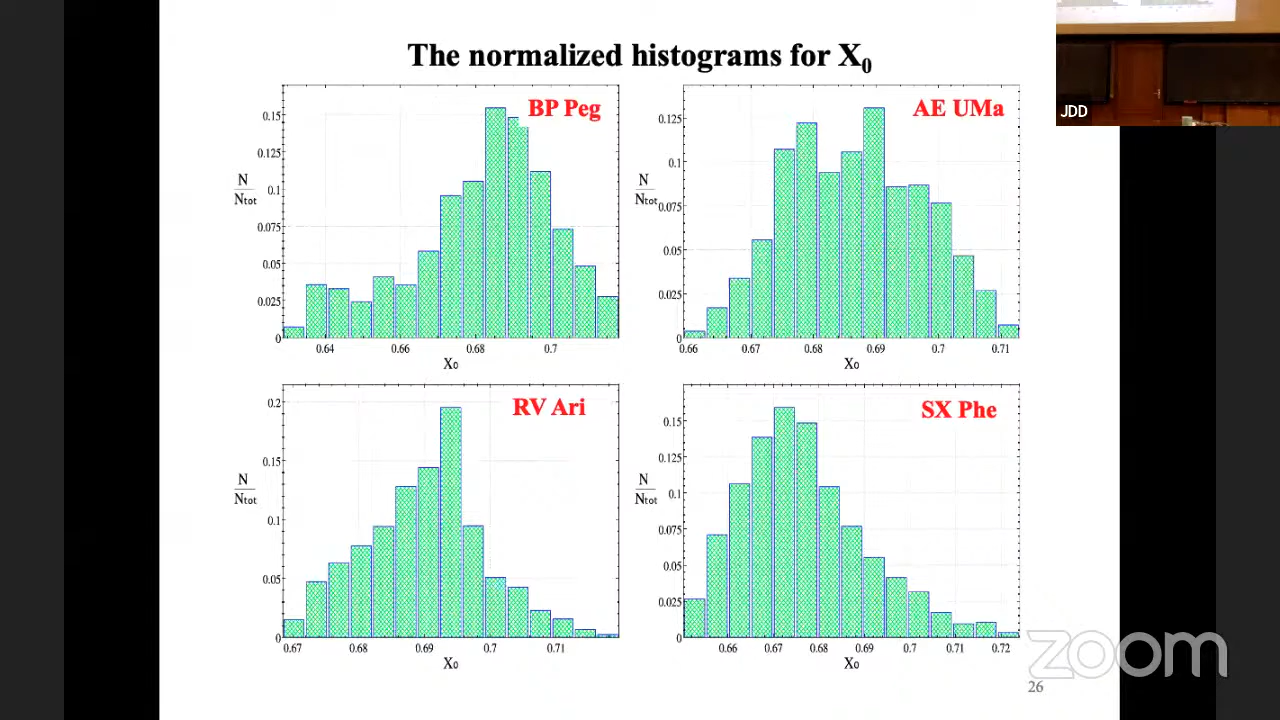 The normalized histograms for X0
JDD
BP Peg
0.15
0.125
0.1
0.075
0.05
0.025
0
N
Ntot
0.64 0.66 0.68 0.7
X0
AE UMa
0.125
0.1
0.075
0.05
0.025
0
N
Ntot
0.66 0.67 0.68 0.69 0.7 0.71
X0
RV Ari
0.2
0.15
0.1
0.05
0
N
Ntot
0.67 0.68 0.69 0.7 0.71
X0
SX Phe
0.15
0.125
0.1
0.075
0.05
0.025
0
N
Ntot
0.66 0.67 0.68 0.69 0.7 0.71 0.72
X0
zoom
26